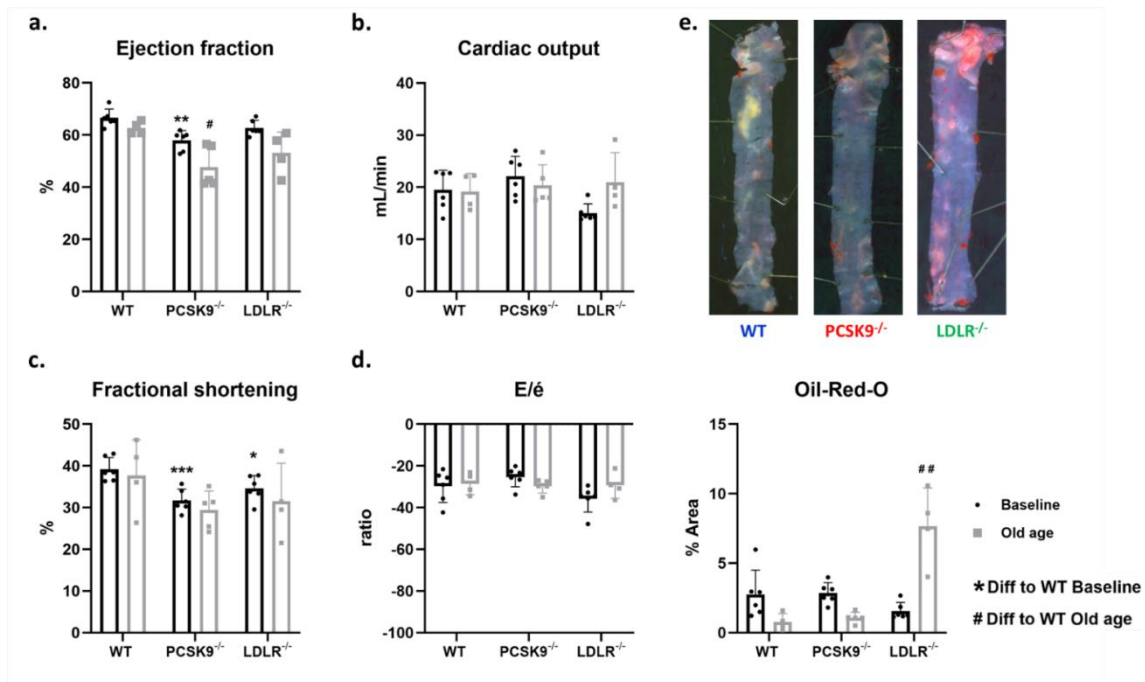 a.
Ejection fraction
%
80
60
40
20
0
WT
PCSK9-/-
LDLR-/-
**
#
b.
Cardiac output
mL/min
40
30
20
10
0
WT
PCSK9-/-
LDLR-/-
e.
WT
PCSK9-/-
LDLR-/-
c.
Fractional shortening
%
50
40
30
20
10
0
WT
PCSK9-/-
LDLR-/-
***
*
d.
E/é
ratio
0
-20
-40
-60
-80
-100
WT
PCSK9-/-
LDLR-/-
Oil-Red-O
% Area
15
10
5
0
WT
PCSK9-/-
LDLR-/-
##
Baseline
Old age
* Diff to WT Baseline
# Diff to WT Old age